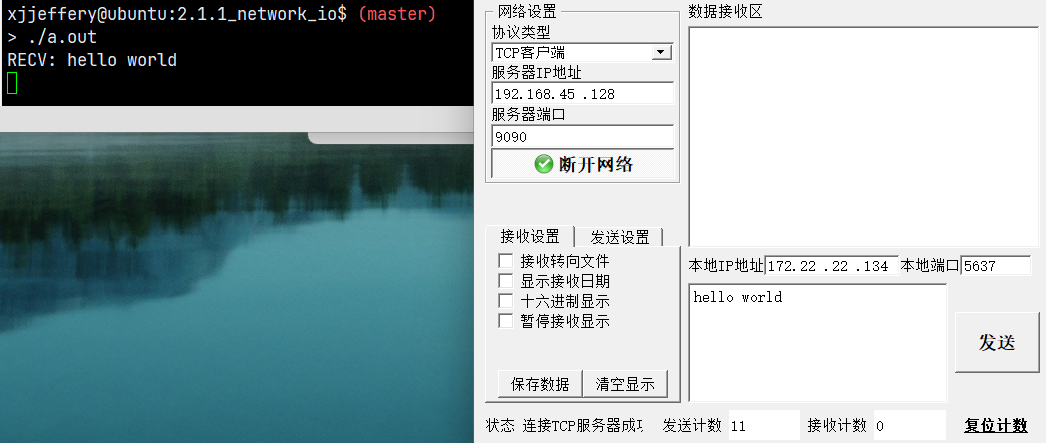 xjjeffery@ubuntu:2.1.1_network_io$ (master)
> ./a.out
RECV: hello world
网络设置
协议类型
TCP客户端
服务器IP地址
192.168.45 .128
服务器端口
9090
断开网络
接收设置 发送设置
接收转向文件
显示接收日期
十六进制显示
暂停接收显示
保存数据 清空显示
数据接收区
本地IP地址 172.22 .22 .134 本地端口 5637
hello world
发送
状态 连接TCP服务器成 发送计数 11 接收计数 0 复位计数